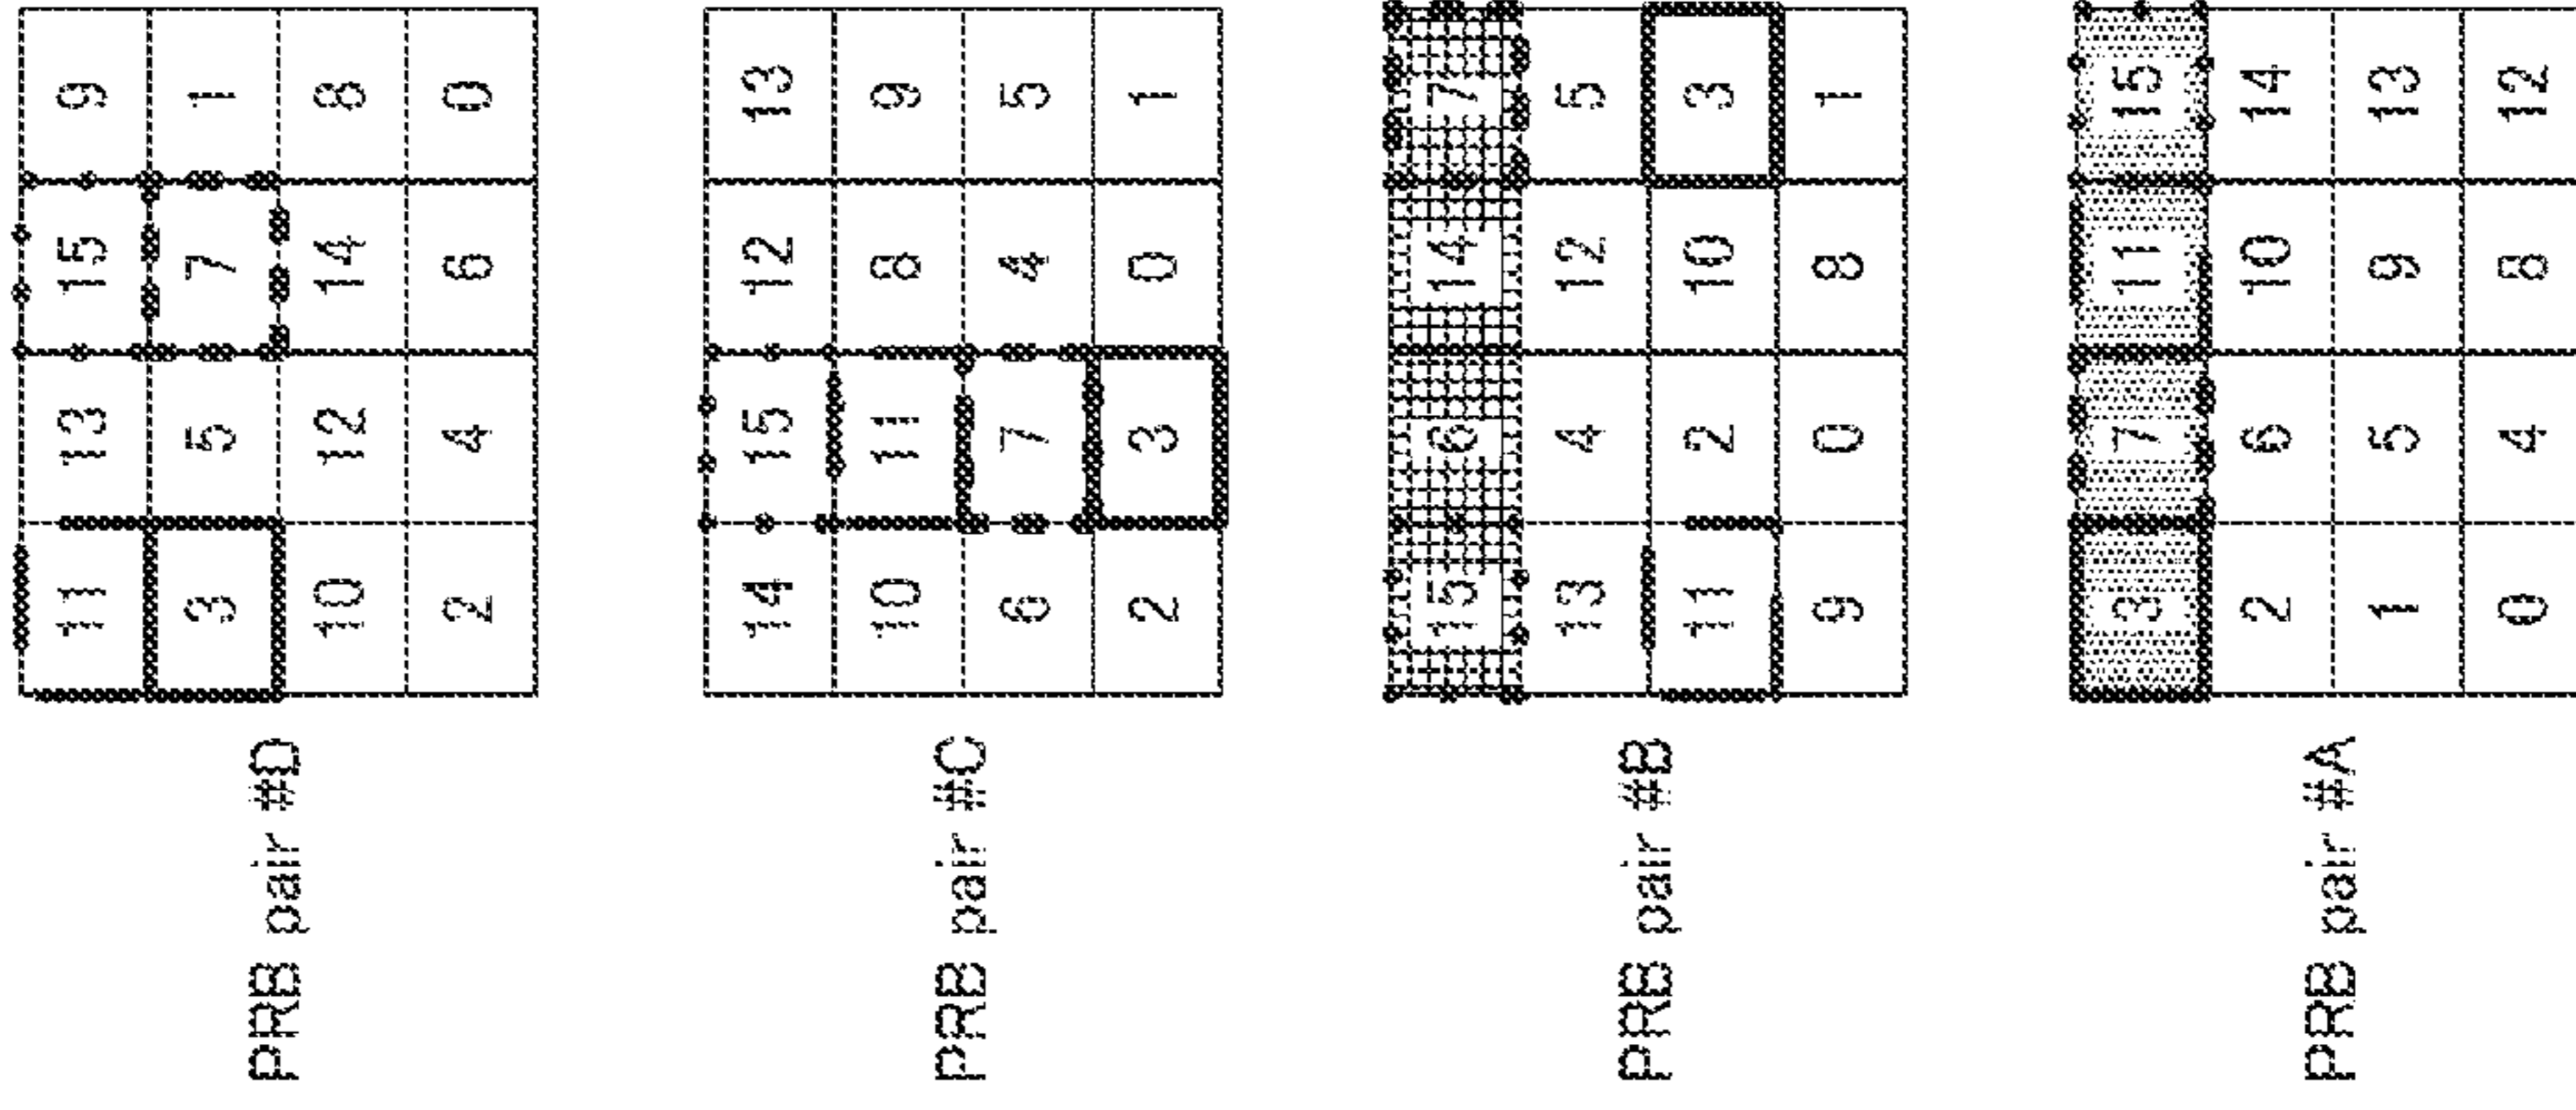 PRB pair #D
11 13 15 9
3 5 7 1
10 12 14 8
2 4 6 0
PRB pair #C
14 15 12 13
10 11 8 9
6 7 4 5
2 3 0 1
PRB pair #B
15 6 14 7
13 4 12 5
11 2 10 3
9 0 8 1
PRB pair #A
3 7 11 15
2 6 10 14
1 5 9 13
0 4 8 12